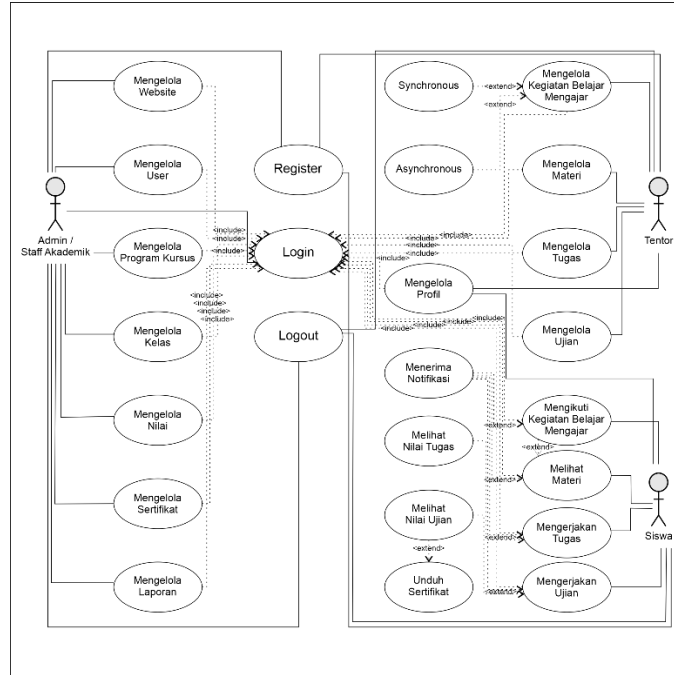 Mengelola
Website
Synchronous
<extend>
Mengelola
Kegiatan Belajar
Mengajar
<extend>
Mengelola
User
Register
Asynchronous
Mengelola
Materi
Admin /
Staff Akademik
Tentor
Mengelola
Program Kursus
<include>
<include>
<include>
Login
<include>
<include>
<include>
<include>
Mengelola
Tugas
Mengelola
Profil
<include>
<include>
<include>
<include>
Mengelola
Kelas
Logout
<include>
<include>
<include>
Mengelola
Ujian
Menerima
Notifikasi
Mengelola
Nilai
Melihat
Nilai Tugas
<extend>
Mengikuti
Kegiatan Belajar
Mengajar
<extend>
<extend>
Melihat
Materi
Mengelola
Sertifikat
Melihat
Nilai Ujian
<extend>
Mengerjakan
Tugas
Siswa
<extend>
Mengelola
Laporan
Unduh
Sertifikat
<extend>
Mengerjakan
Ujian